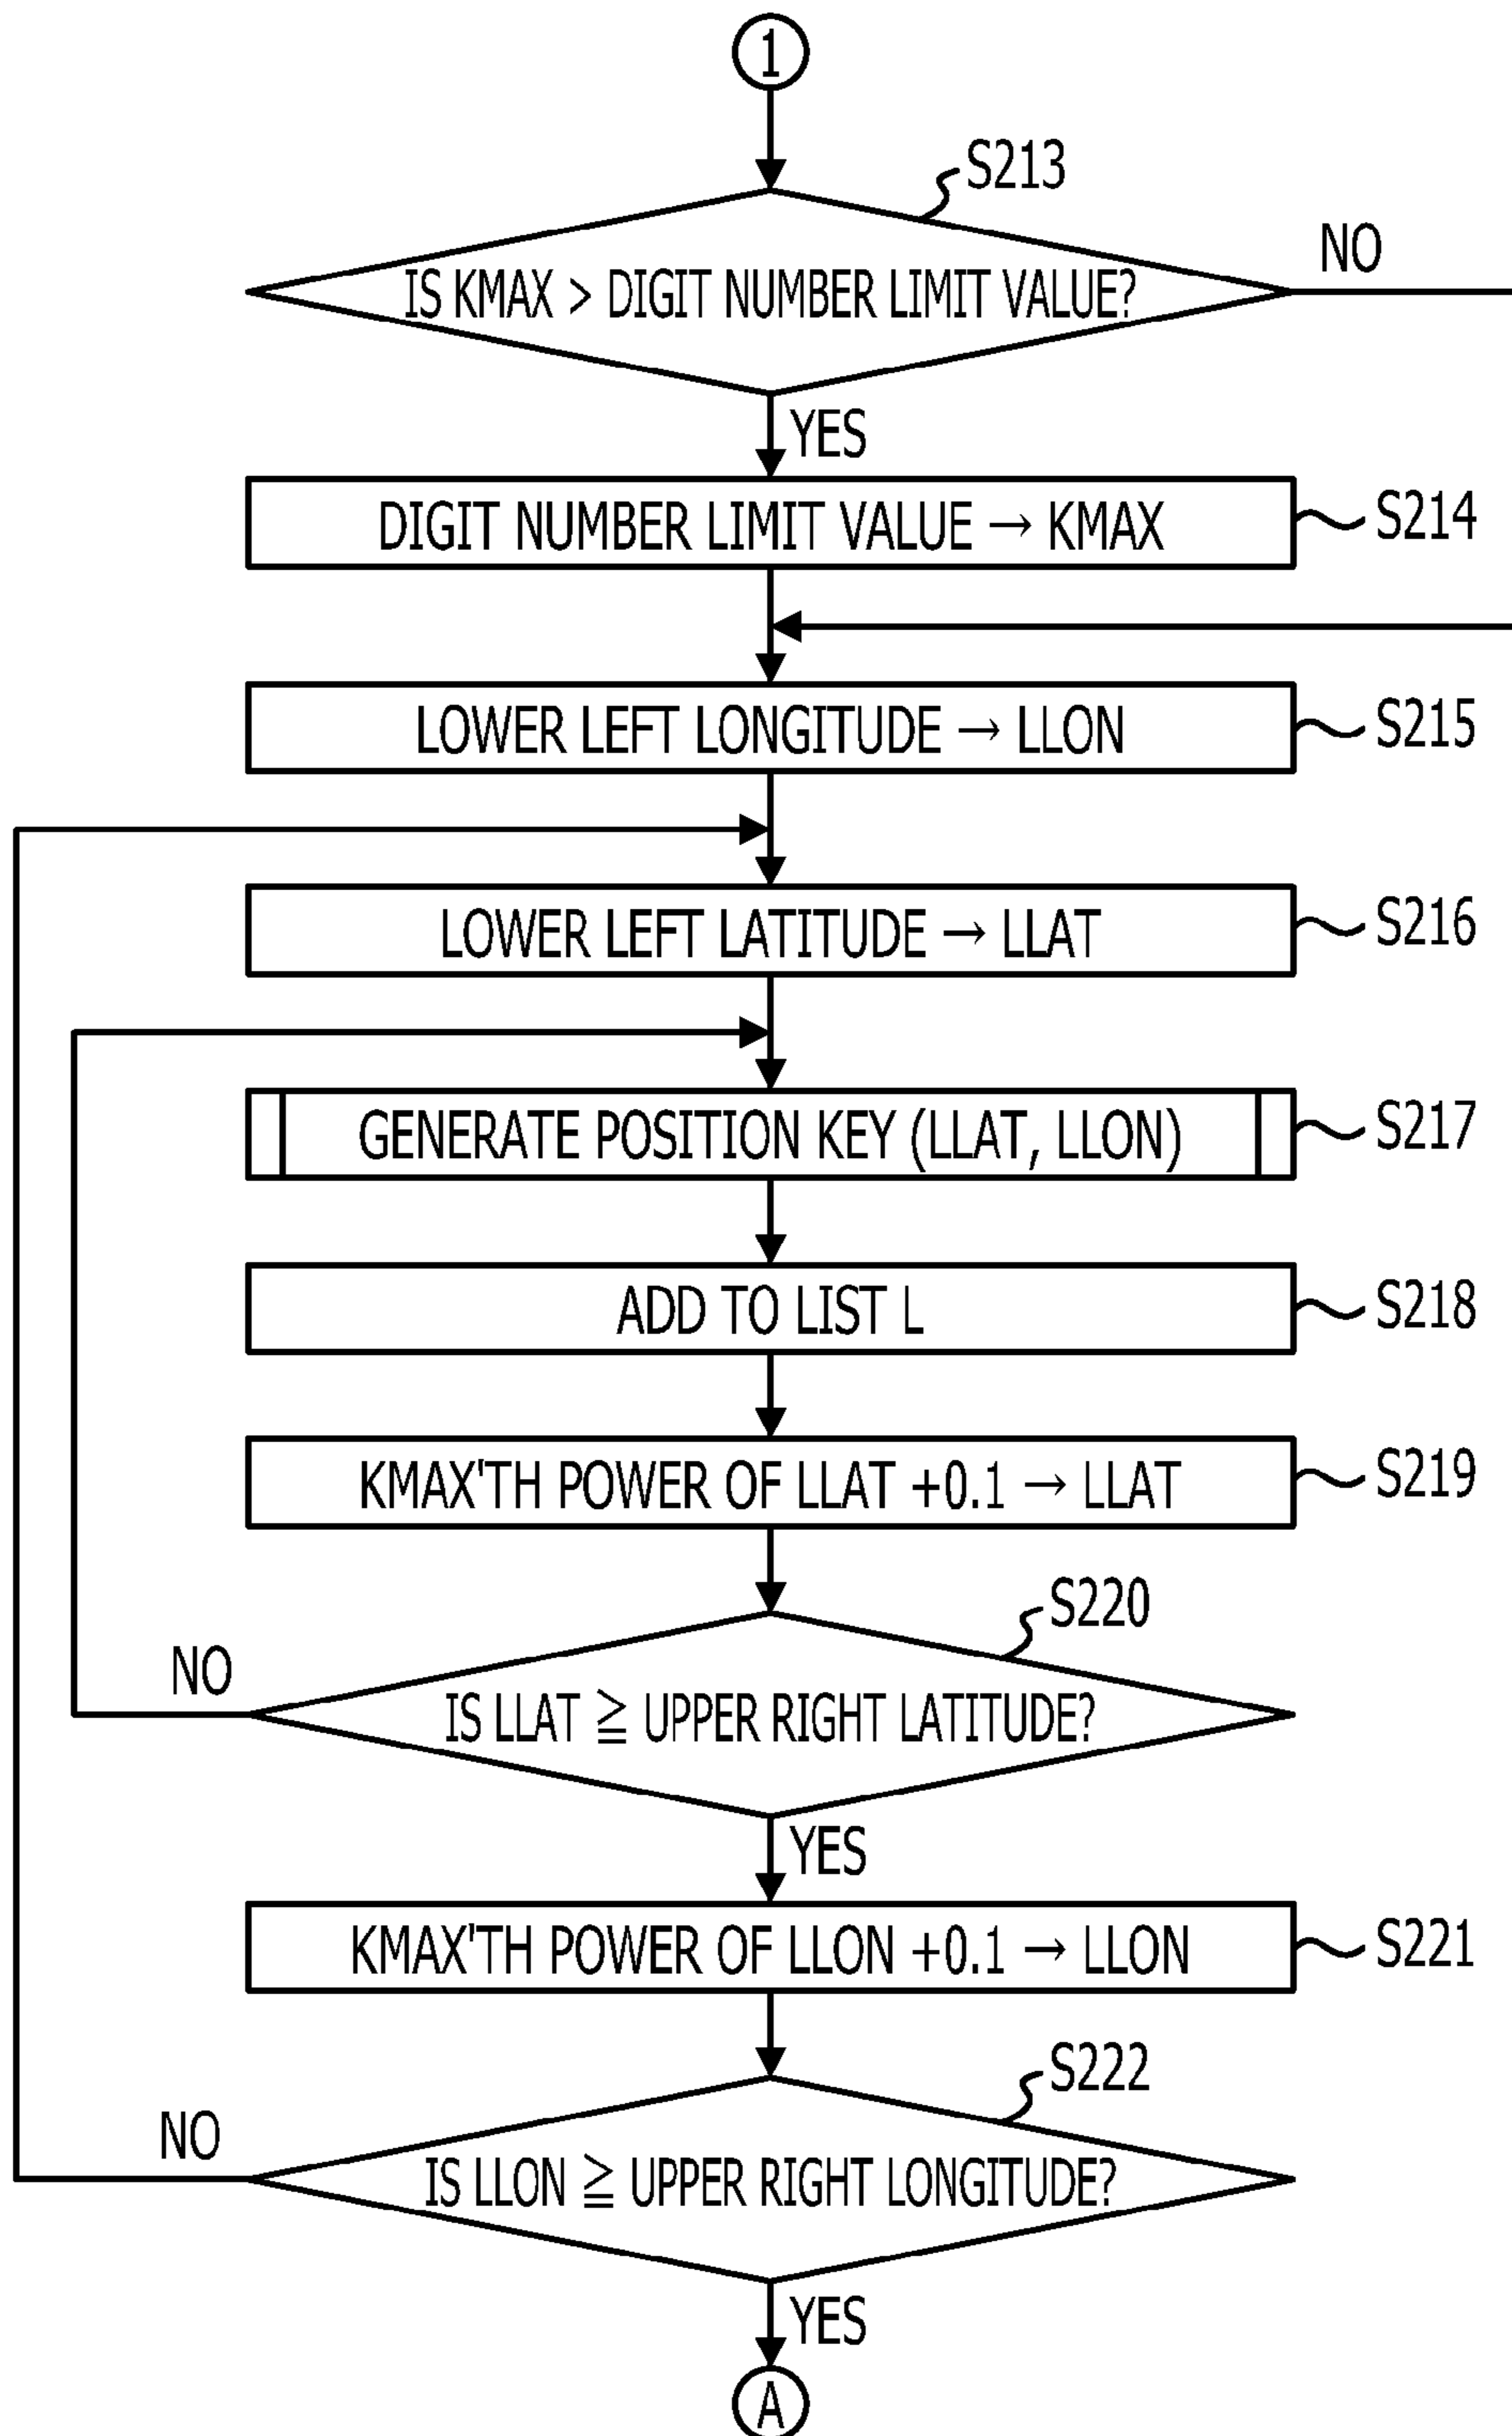 1
S213
IS KMAX > DIGIT NUMBER LIMIT VALUE?
NO
YES
DIGIT NUMBER LIMIT VALUE → KMAX
S214
LOWER LEFT LONGITUDE → LLON
S215
LOWER LEFT LATITUDE → LLAT
S216
GENERATE POSITION KEY (LLAT, LLON)
S217
ADD TO LIST L
S218
KMAX'TH POWER OF LLAT +0.1 → LLAT
S219
S220
NO
IS LLAT ≧ UPPER RIGHT LATITUDE?
YES
KMAX'TH POWER OF LLON +0.1 → LLON
S221
S222
NO
IS LLON ≧ UPPER RIGHT LONGITUDE?
YES
A